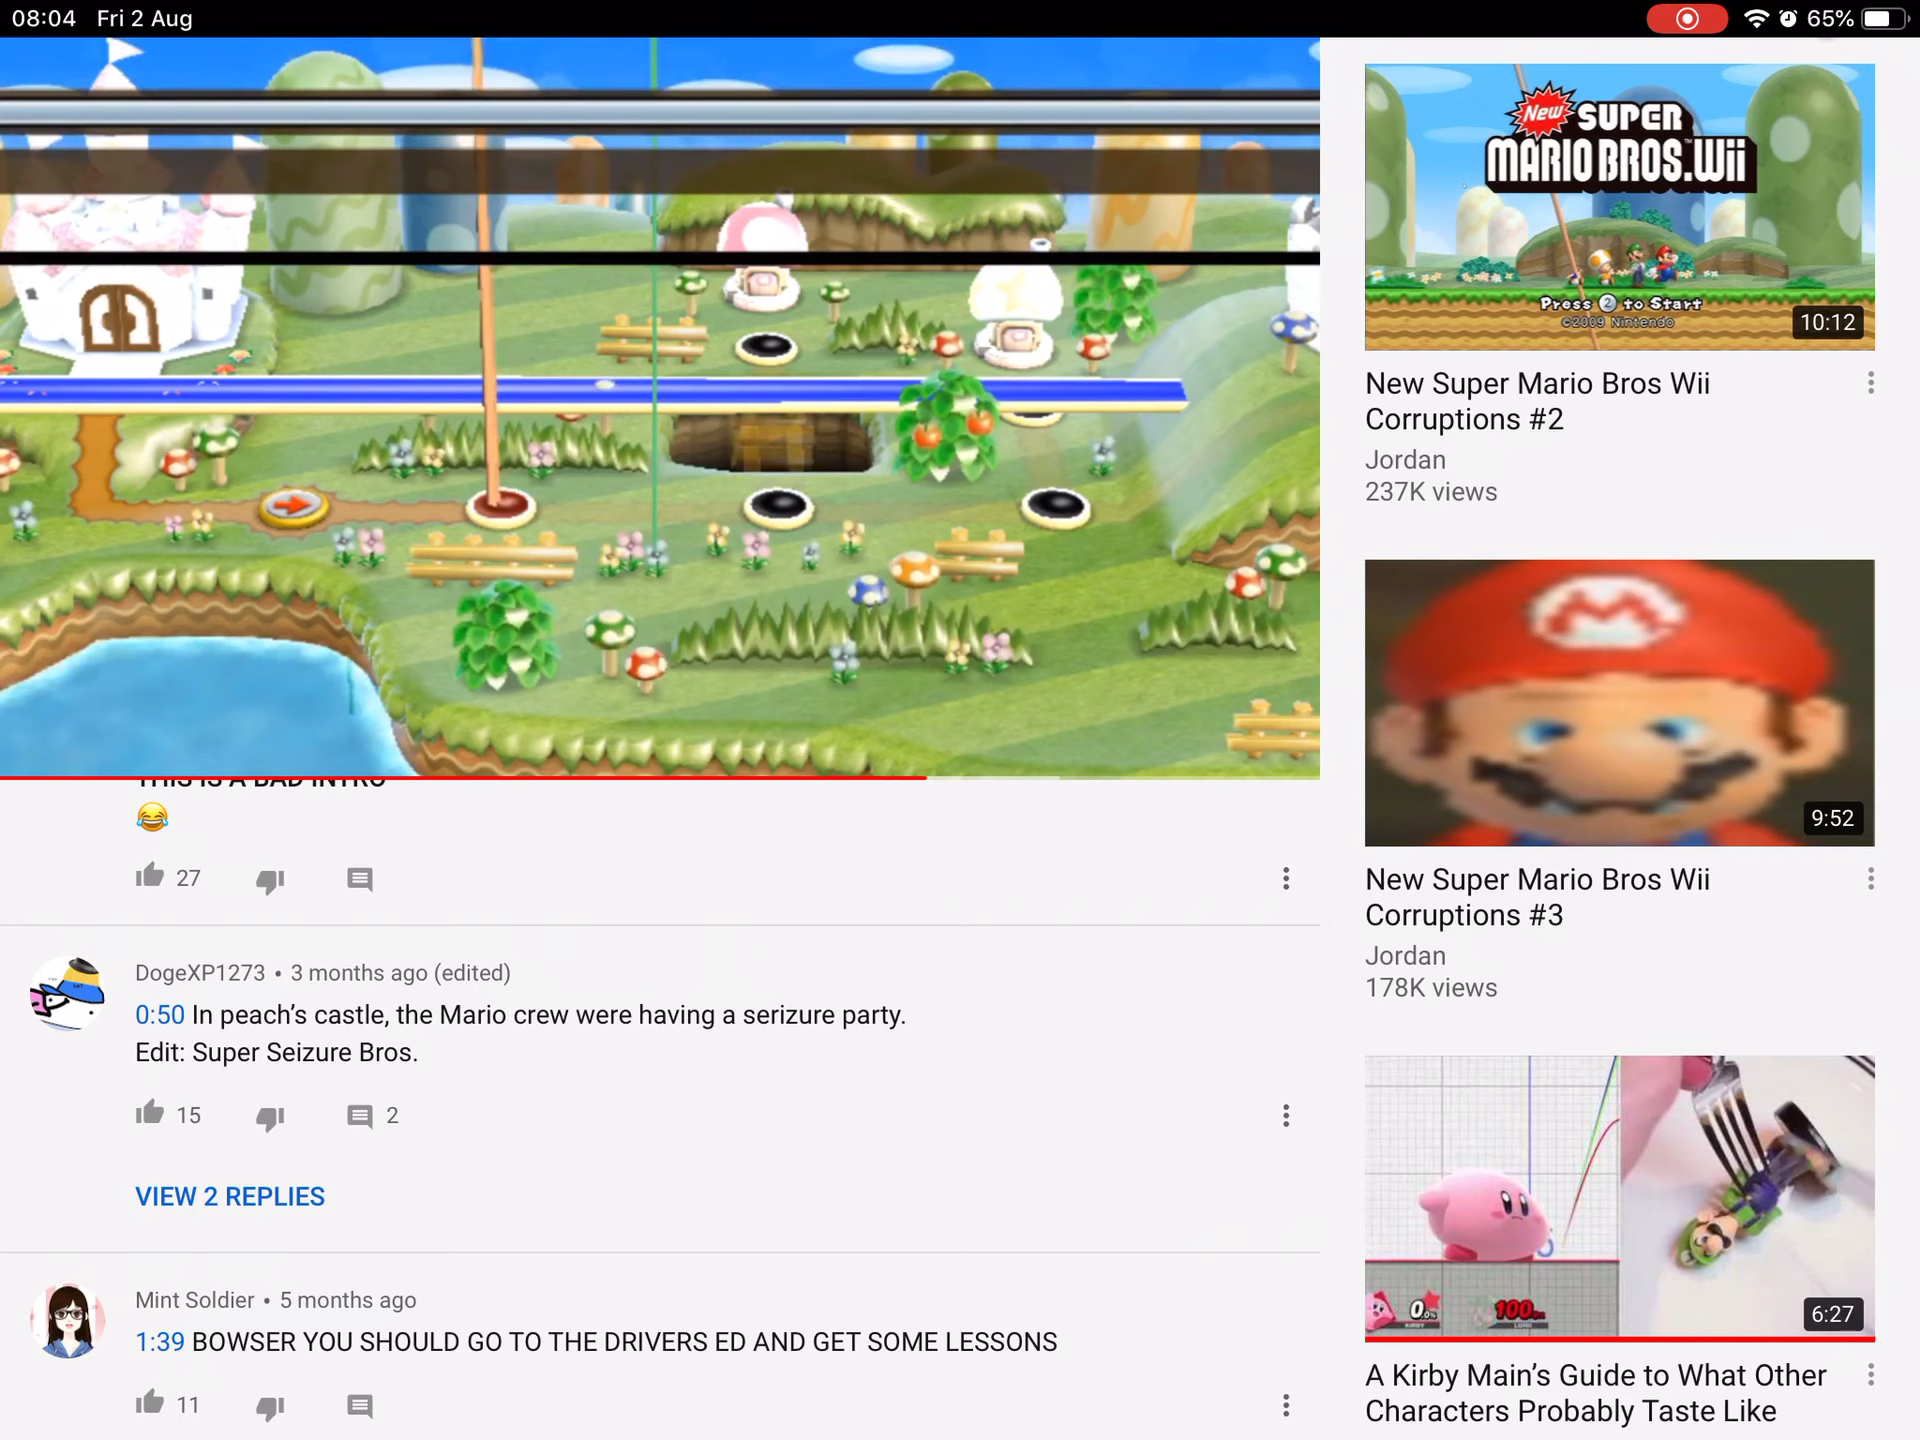 08:04 Fri 2 Aug
65%
New SUPER
MARIO BROS.Wii
Press 2 to Start
©2009 Nintendo
10:12
New Super Mario Bros Wii
Corruptions #2
Jordan
237K views
M
9:52
New Super Mario Bros Wii
Corruptions #3
Jordan
178K views
6:27
A Kirby Main’s Guide to What Other
Characters Probably Taste Like
THIS IS A BAD INTRO
😂
27
DogeXP1273 • 3 months ago (edited)
0:50 In peach’s castle, the Mario crew were having a serizure party.
Edit: Super Seizure Bros.
15
2
VIEW 2 REPLIES
Mint Soldier • 5 months ago
1:39 BOWSER YOU SHOULD GO TO THE DRIVERS ED AND GET SOME LESSONS
11